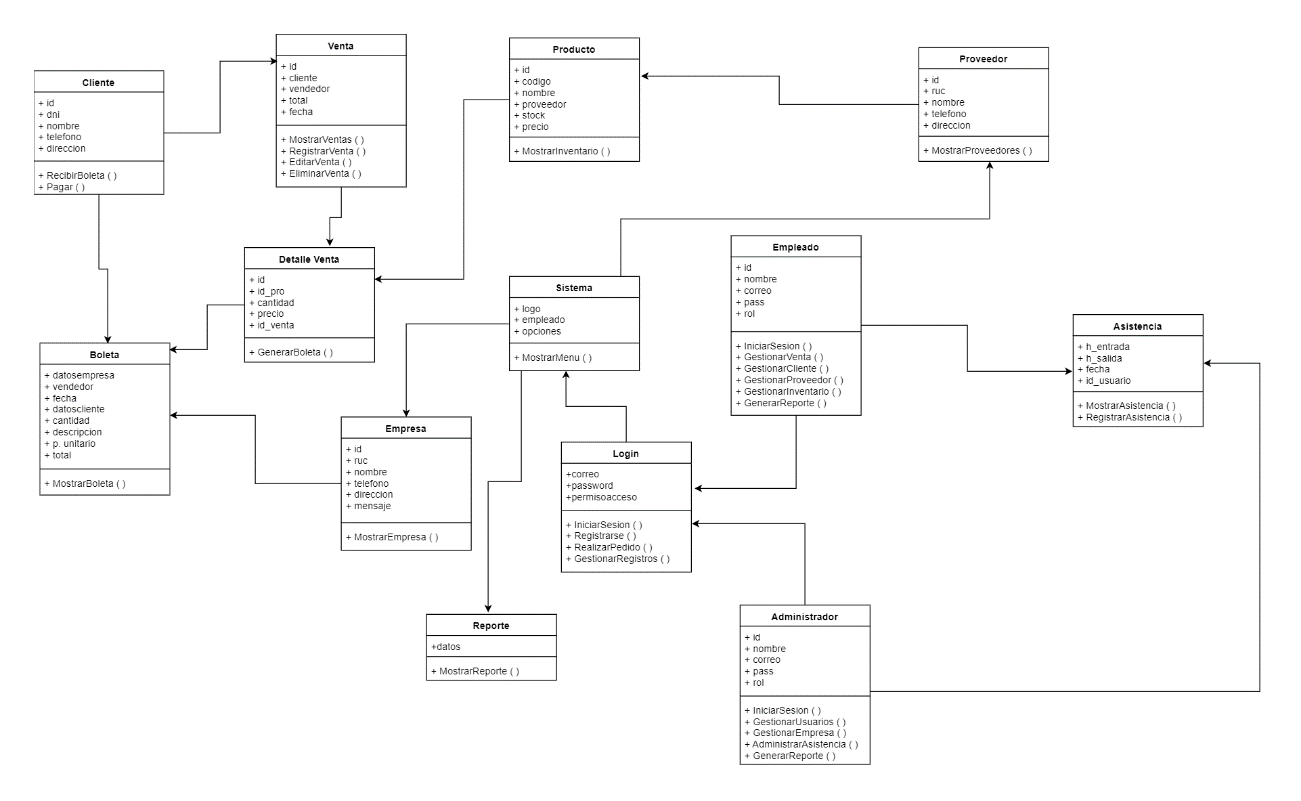 Cliente
+ id
+ dni
+ nombre
+ telefono
+ direccion
+ RecibirBoleta ( )
+ Pagar ( )
Venta
+ id
+ cliente
+ vendedor
+ total
+ fecha
+ MostrarVentas ( )
+ RegistrarVenta ( )
+ EditarVenta ( )
+ EliminarVenta ( )
Producto
+ id
+ codigo
+ nombre
+ proveedor
+ stock
+ precio
+ MostrarInventario ( )
Proveedor
+ id
+ ruc
+ nombre
+ telefono
+ direccion
+ MostrarProveedores ( )
Detalle Venta
+ id
+ id_pro
+ cantidad
+ precio
+ id_venta
+ GenerarBoleta ( )
Sistema
+ logo
+ empleado
+ opciones
+ MostrarMenu ( )
Empleado
+ id
+ nombre
+ correo
+ pass
+ rol
+ IniciarSesion ( )
+ GestionarVenta ( )
+ GestionarCliente ( )
+ GestionarProveedor ( )
+ GestionarInventario ( )
+ GenerarReporte ( )
Asistencia
+ h_entrada
+ h_salida
+ fecha
+ id_usuario
+ MostrarAsistencia ( )
+ RegistrarAsistencia ( )
Boleta
+ datosempresa
+ vendedor
+ fecha
+ datoscliente
+ cantidad
+ descripcion
+ p. unitario
+ total
+ MostrarBoleta ( )
Empresa
+ id
+ ruc
+ nombre
+ telefono
+ direccion
+ mensaje
+ MostrarEmpresa ( )
Login
+correo
+password
+permisoacceso
+ IniciarSesion ( )
+ Registrarse ( )
+ RealizarPedido ( )
+ GestionarRegistros ( )
Reporte
+datos
+ MostrarReporte ( )
Administrador
+ id
+ nombre
+ correo
+ pass
+ rol
+ IniciarSesion ( )
+ GestionarUsuarios ( )
+ GestionarEmpresa ( )
+ AdministrarAsistencia ( )
+ GenerarReporte ( )